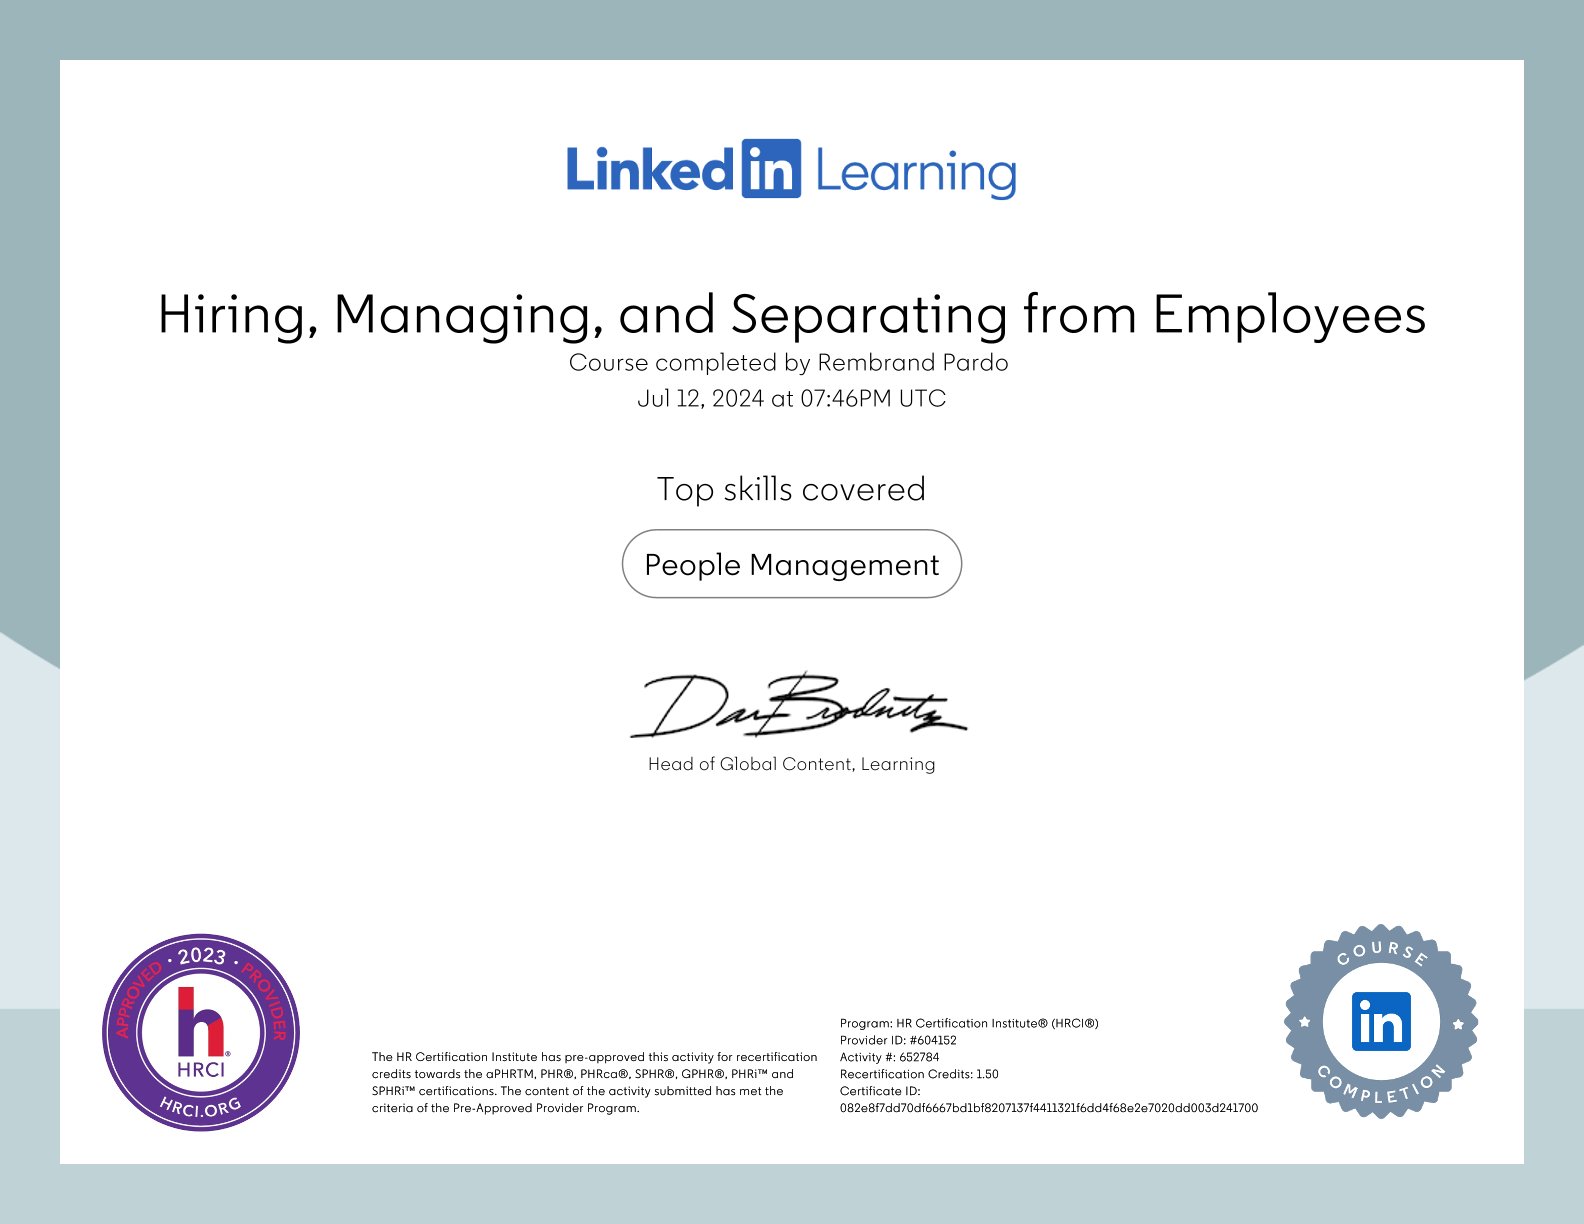 Linked in Learning
Hiring, Managing, and Separating from Employees
Course completed by Rembrand Pardo
Jul 12, 2024 at 07:46PM UTC
Top skills covered
People Management
Dan Brodnitz
Head of Global Content, Learning
APPROVED · 2023 · PROVIDER
h®
HRCI
HRCI.ORG
The HR Certification Institute has pre-approved this activity for recertification
credits towards the aPHRTM, PHR®, PHRca®, SPHR®, GPHR®, PHRi™ and
SPHRi™ certifications. The content of the activity submitted has met the
criteria of the Pre-Approved Provider Program.
Program: HR Certification Institute® (HRCI®)
Provider ID: #604152
Activity #: 652784
Recertification Credits: 1.50
Certificate ID:
082e8f7dd70df6667bd1bf8207137f4411321f6dd4f68e2e7020dd003d241700
COURSE
in
COMPLETION